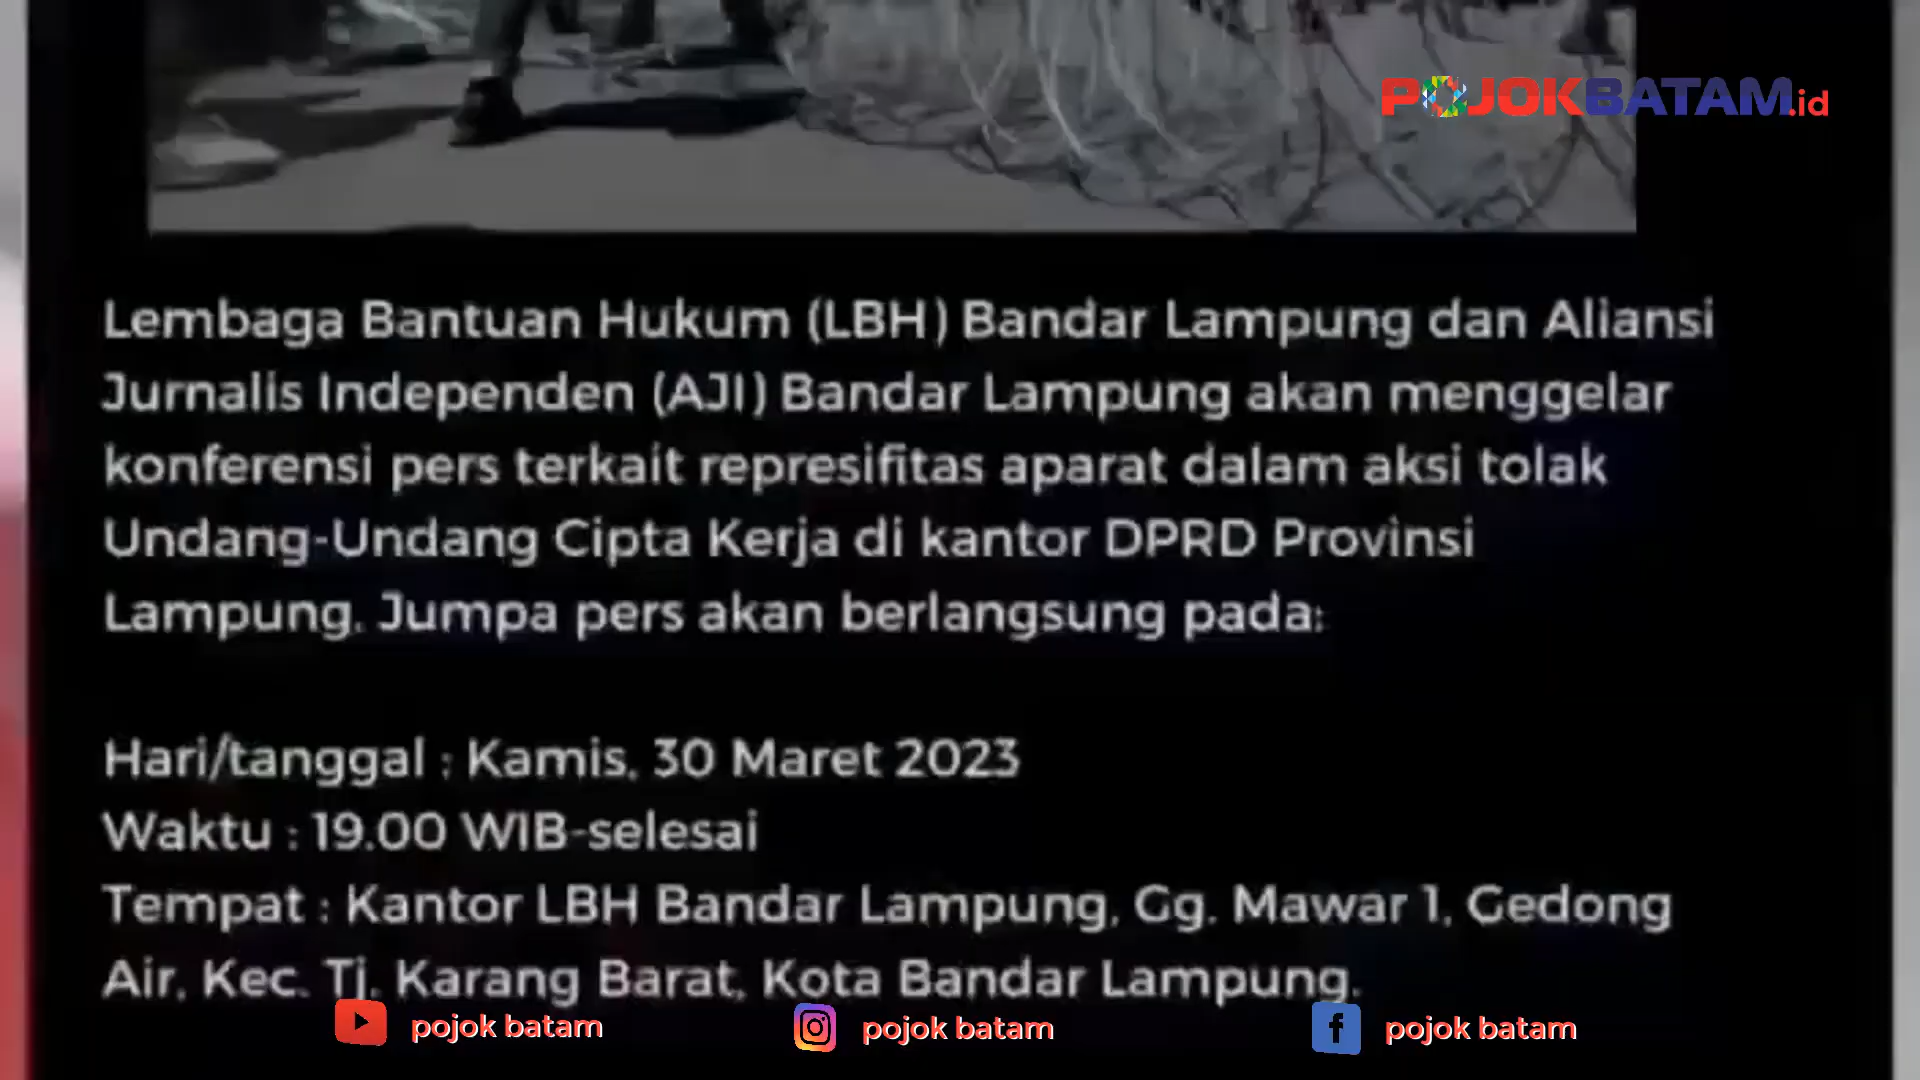 POJOKBATAM.id
Lembaga Bantuan Hukum (LBH) Bandar Lampung dan Aliansi
Jurnalis Independen (AJI) Bandar Lampung akan menggelar
konferensi pers terkait represifitas aparat dalam aksi tolak
Undang-Undang Cipta Kerja di kantor DPRD Provinsi
Lampung. Jumpa pers akan berlangsung pada:
Hari/tanggal : Kamis, 30 Maret 2023
Waktu : 19.00 WIB-selesai
Tempat : Kantor LBH Bandar Lampung, Gg. Mawar 1, Gedong
Air, Kec. Tj. Karang Barat, Kota Bandar Lampung.
pojok batam pojok batam pojok batam